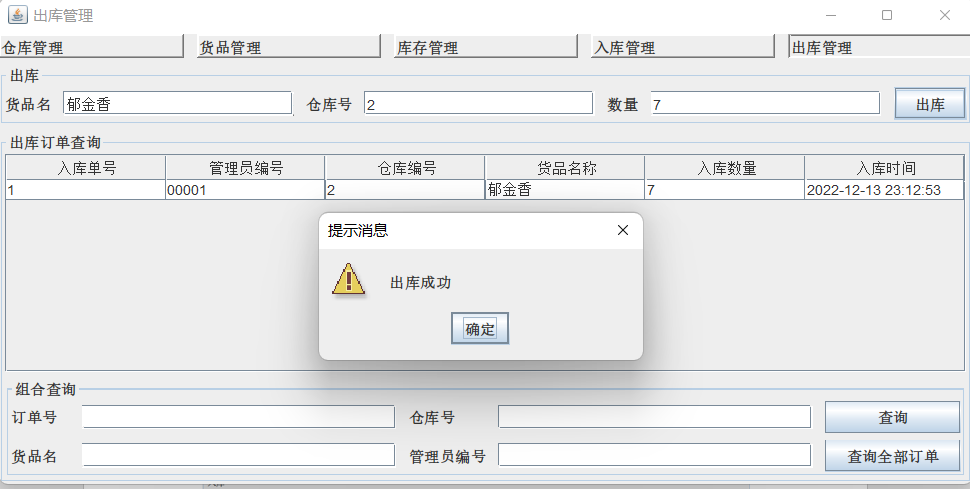 出库管理
仓库管理 货品管理 库存管理 入库管理 出库管理
出库
货品名 郁金香 仓库号 2 数量 7 出库
出库订单查询
入库单号 管理员编号 仓库编号 货品名称 入库数量 入库时间
1 00001 2 郁金香 7 2022-12-13 23:12:53
提示消息
出库成功
确定
组合查询
订单号 仓库号 查询
货品名 管理员编号 查询全部订单